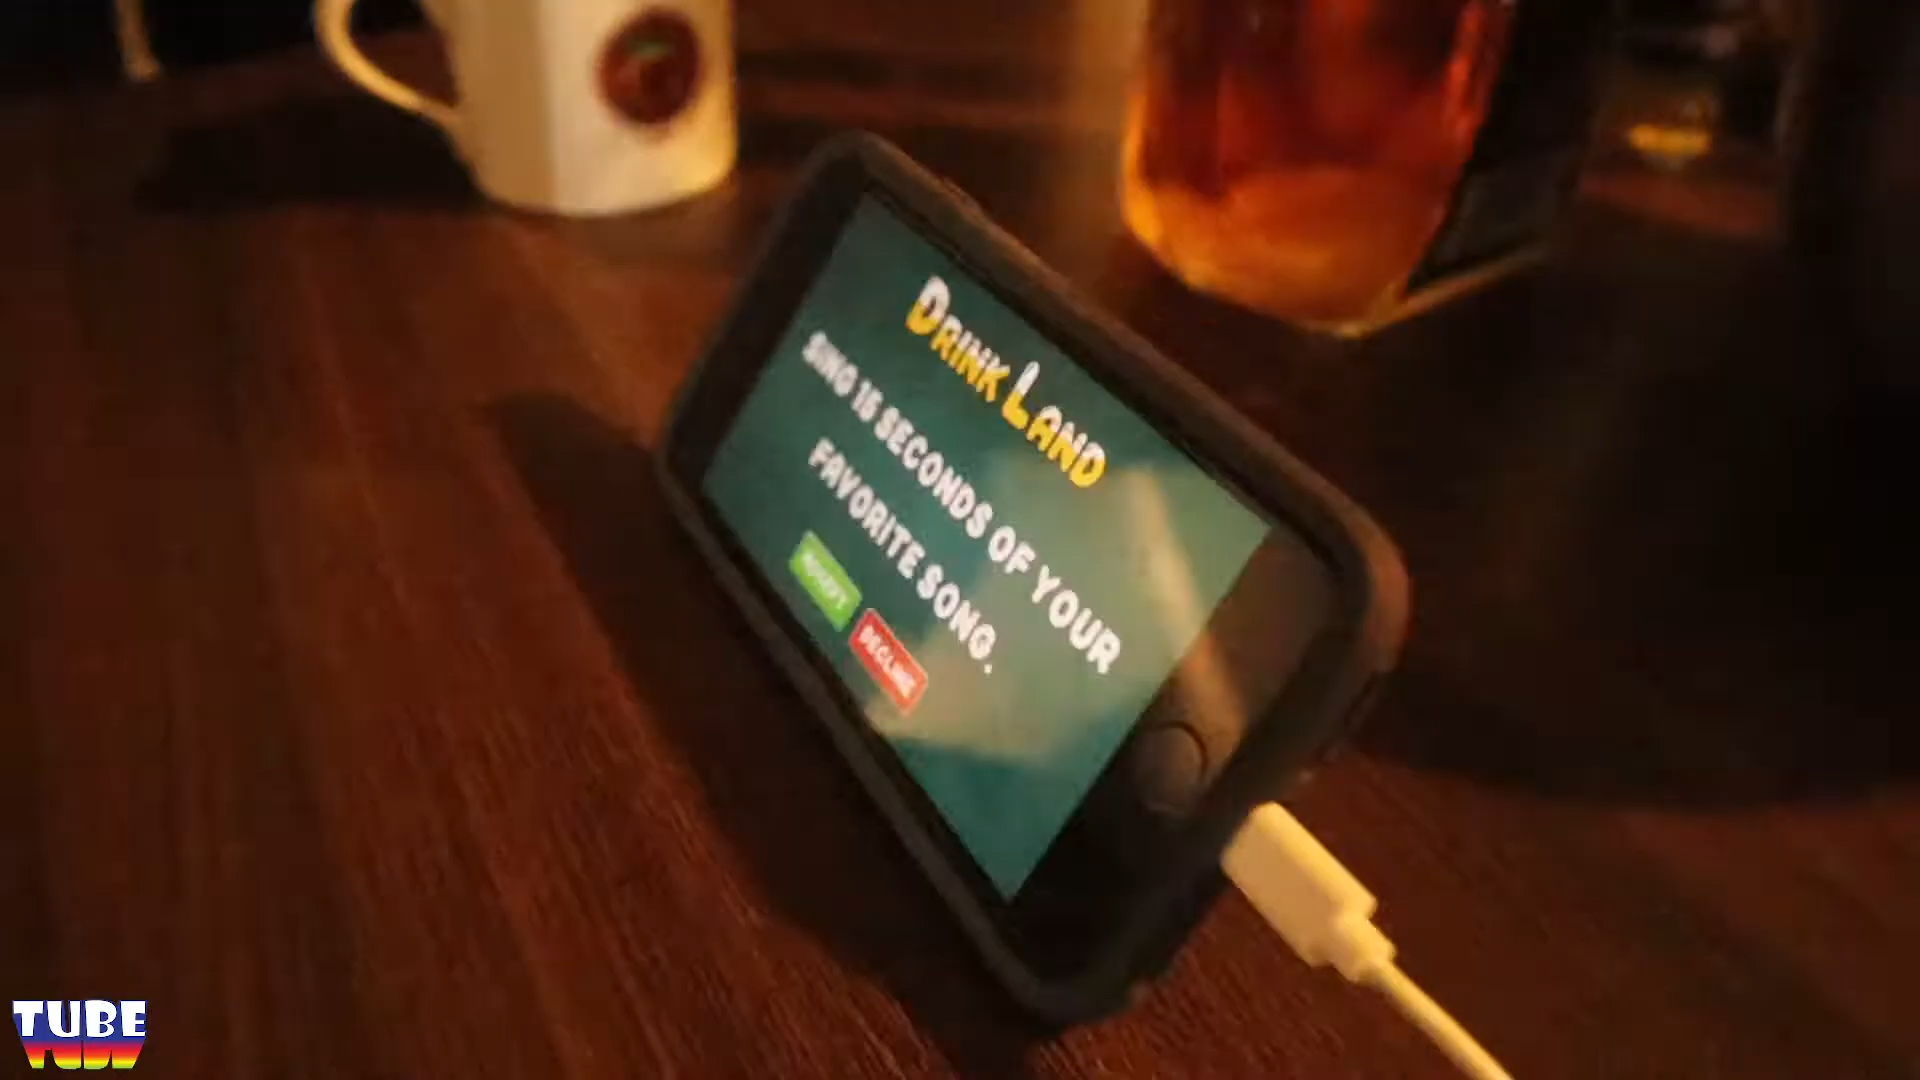 DRINK LAND
SING 15 SECONDS OF YOUR
FAVORITE SONG.
ACCEPT
DECLINE
TUBE